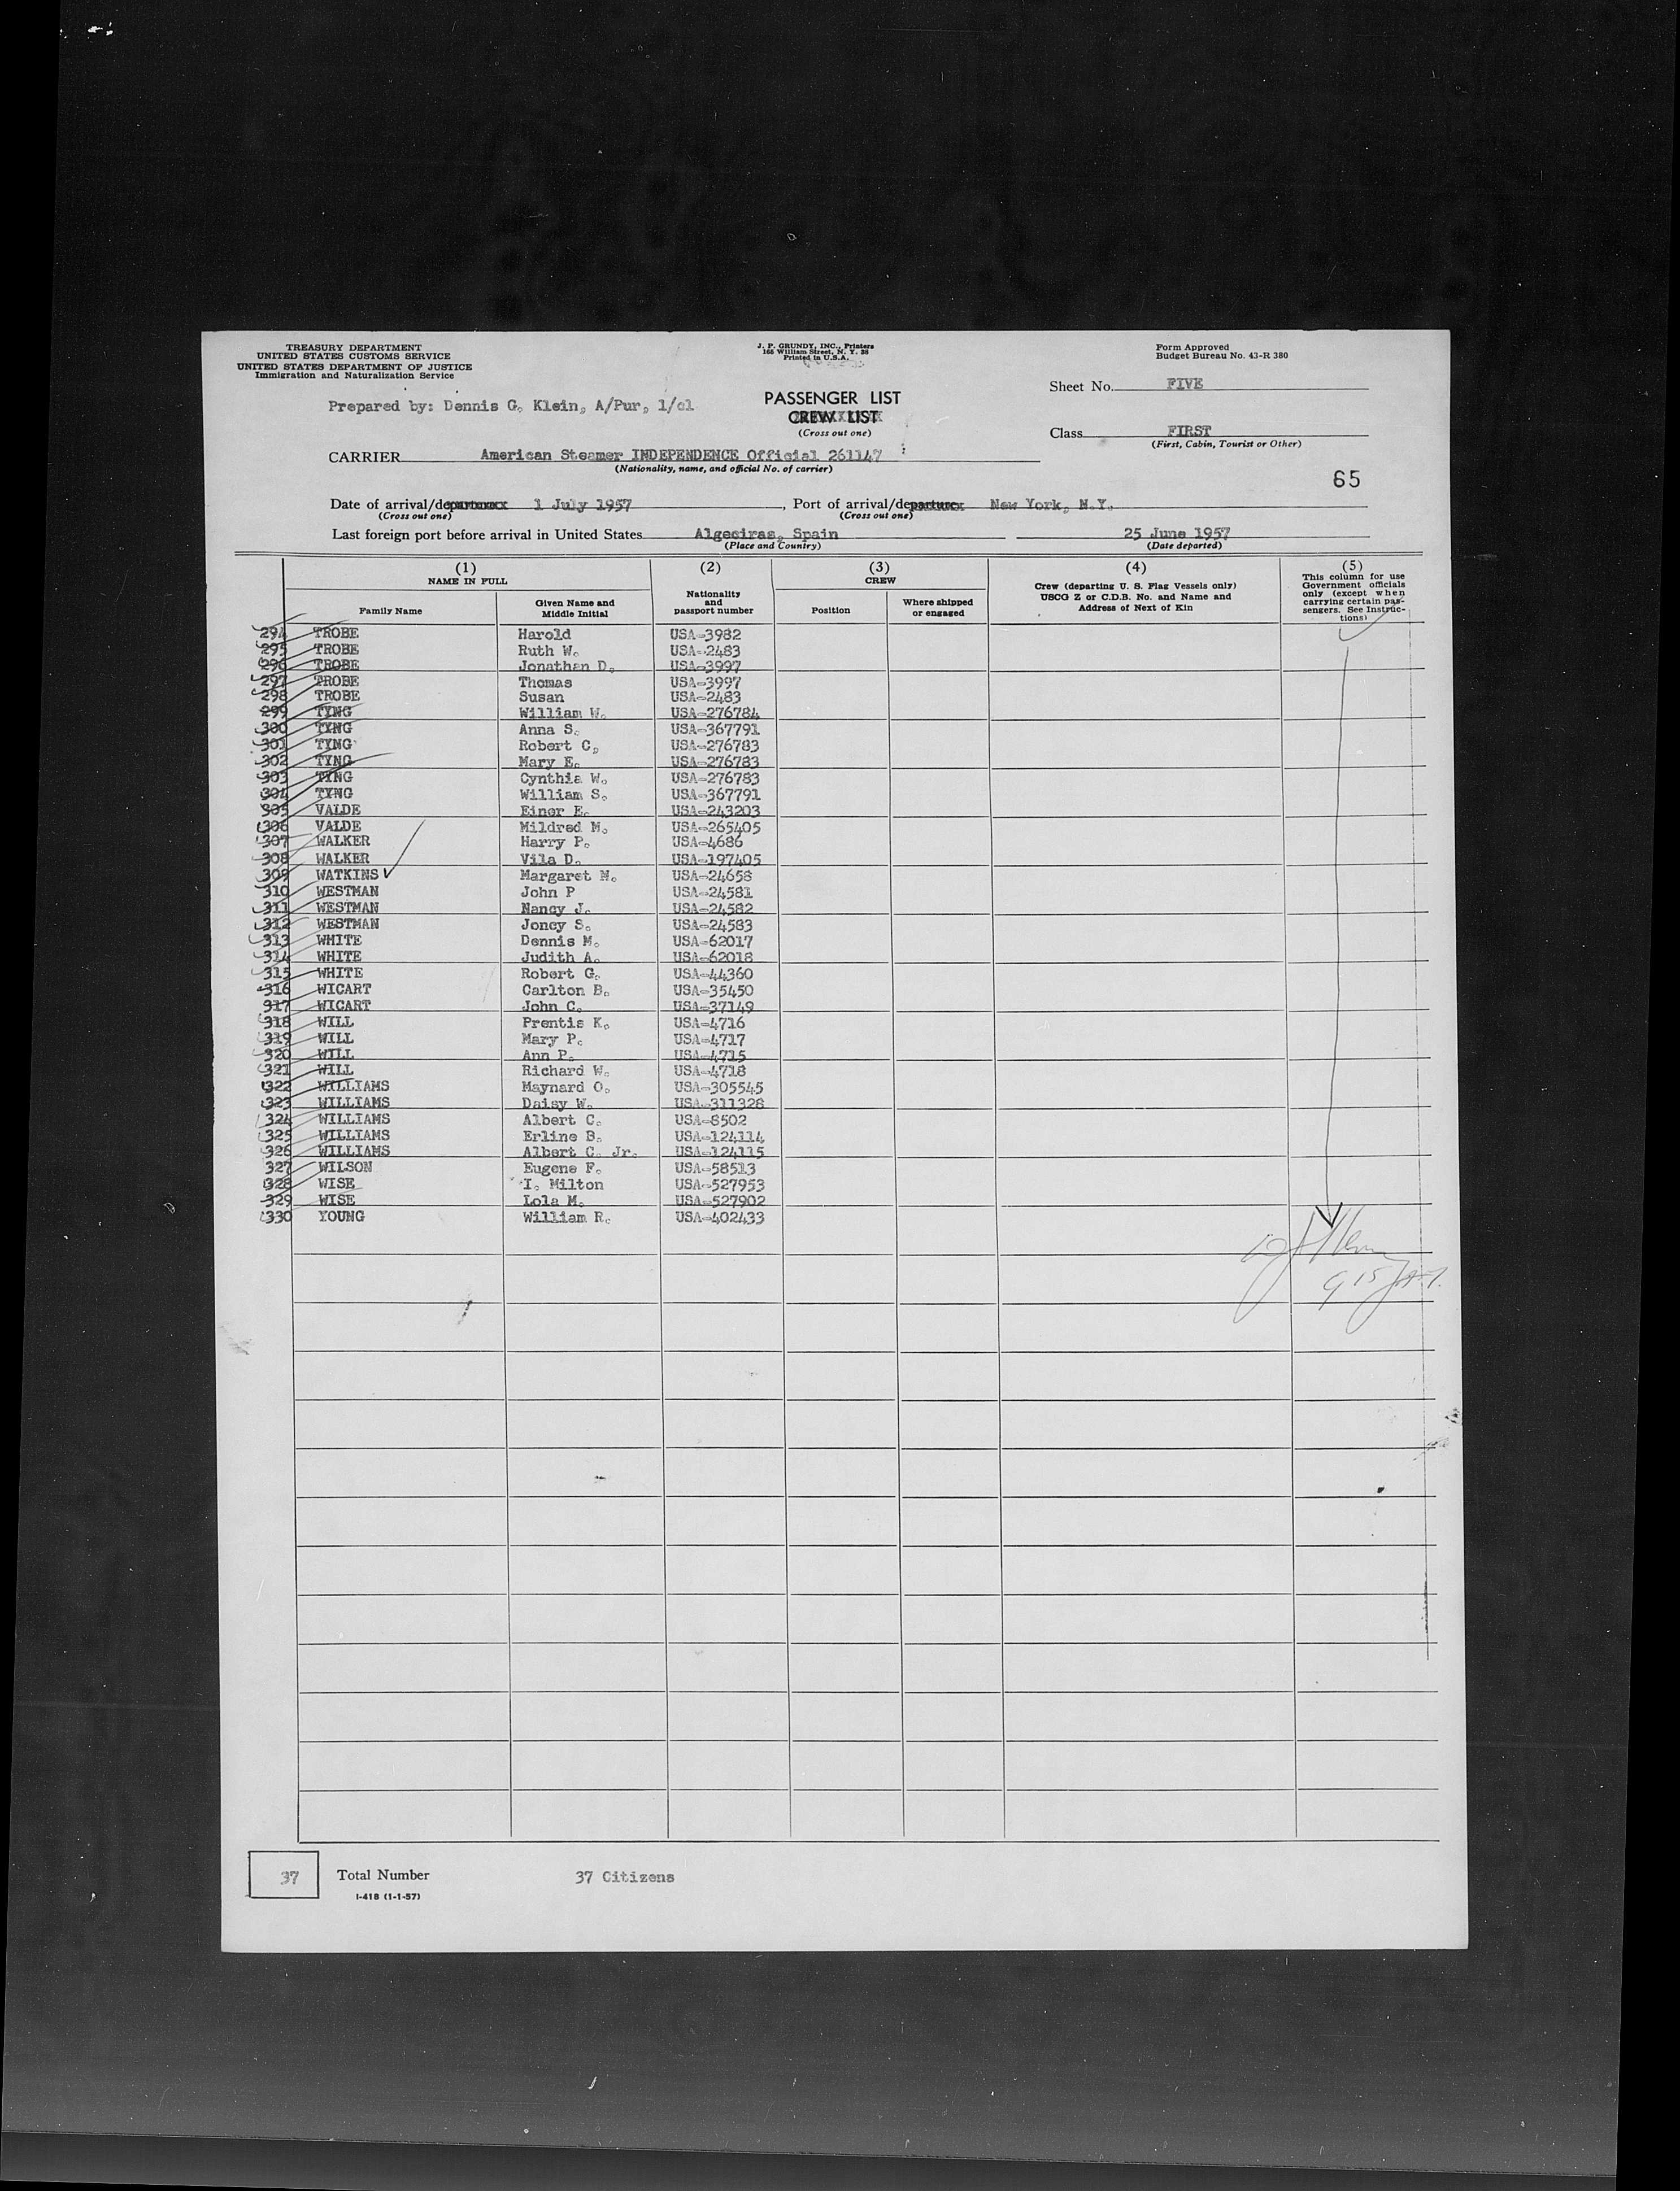 TREASURY DEPARTMENT
UNITED STATES CUSTOMS SERVICE
UNITED STATES DEPARTMENT OF JUSTICE
Immigration and Naturalization Service
J. P. GRUNDY, INC., Printers
165 William Street, N. Y. 38
Printed in U.S.A.
Form Approved
Budget Bureau No. 43-R 380
Prepared by: Dennis G. Klein, A/Pur, 1/cl
PASSENGER LIST
CREW LIST
(Cross out one)
Sheet No. FIVE
Class FIRST
(First, Cabin, Tourist or Other)
CARRIER American Steamer INDEPENDENCE Official 261147
(Nationality, name, and official No. of carrier)
65
Date of arrival/departure 1 July 1957, Port of arrival/departure New York, N.Y.
(Cross out one) (Cross out one)
Last foreign port before arrival in United States Algeciras, Spain 25 June 1957
(Place and Country) (Date departed)
(1) NAME IN FULL
Family Name
Given Name and Middle Initial
(2) Nationality and passport number
(3) CREW
Position
Where shipped or engaged
(4) Crew (departing U. S. Flag Vessels only) USCG Z or C.D.B. No. and Name and Address of Next of Kin
(5) This column for use Government officials only (except when carrying certain passengers. See Instructions)
294 TROBE Harold USA-3982
295 TROBE Ruth W. USA-2483
296 TROBE Jonathan D. USA-3997
297 TROBE Thomas USA-3997
298 TROBE Susan USA-2483
299 TYNG William W. USA-276784
300 TYNG Anna S. USA-367791
301 TYNG Robert C. USA-276783
302 TYNG Mary E. USA-276783
303 TYNG Cynthia W. USA-276783
304 TYNG William S. USA-367791
305 VALDE Einer E. USA-243203
306 VALDE Mildred M. USA-265405
307 WALKER Harry P. USA-4686
308 WALKER Vila D. USA-197405
309 WATKINS Margaret M. USA-24658
310 WESTMAN John P USA-24581
311 WESTMAN Nancy J. USA-24582
312 WESTMAN Joncy S. USA-24583
313 WHITE Dennis M. USA-62017
314 WHITE Judith A. USA-62018
315 WHITE Robert G. USA-44360
316 WICART Carlton B. USA-35450
317 WICART John C. USA-37149
318 WILL Prentis K. USA-4716
319 WILL Mary P. USA-4717
320 WILL Ann P. USA-4715
321 WILL Richard W. USA-4718
322 WILLIAMS Maynard O. USA-305545
323 WILLIAMS Daisy W. USA-311328
324 WILLIAMS Albert C. USA-8502
325 WILLIAMS Erline B. USA-124114
326 WILLIAMS Albert C. Jr. USA-124115
327 WILSON Eugene F. USA-58513
328 WISE I. Milton USA-527953
329 WISE Lola M. USA-527902
330 YOUNG William R. USA-402433
37 Total Number 37 Citizens
I-418 (1-1-57)